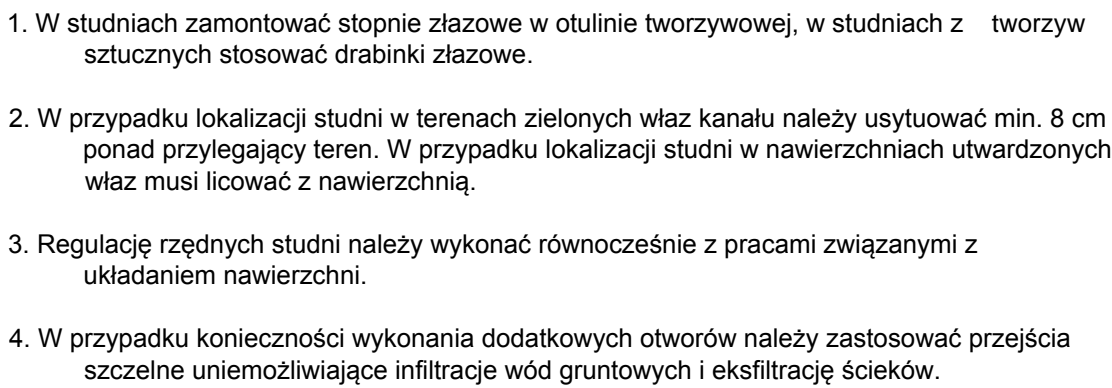 1. W studniach zamontować stopnie złazowe w otulinie tworzywowej, w studniach z tworzyw
sztucznych stosować drabinki złazowe.
2. W przypadku lokalizacji studni w terenach zielonych właz kanału należy usytuować min. 8 cm
ponad przylegający teren. W przypadku lokalizacji studni w nawierzchniach utwardzonych
właz musi licować z nawierzchnią.
3. Regulację rzędnych studni należy wykonać równocześnie z pracami związanymi z
układaniem nawierzchni.
4. W przypadku konieczności wykonania dodatkowych otworów należy zastosować przejścia
szczelne uniemożliwiające infiltracje wód gruntowych i eksfiltrację ścieków.